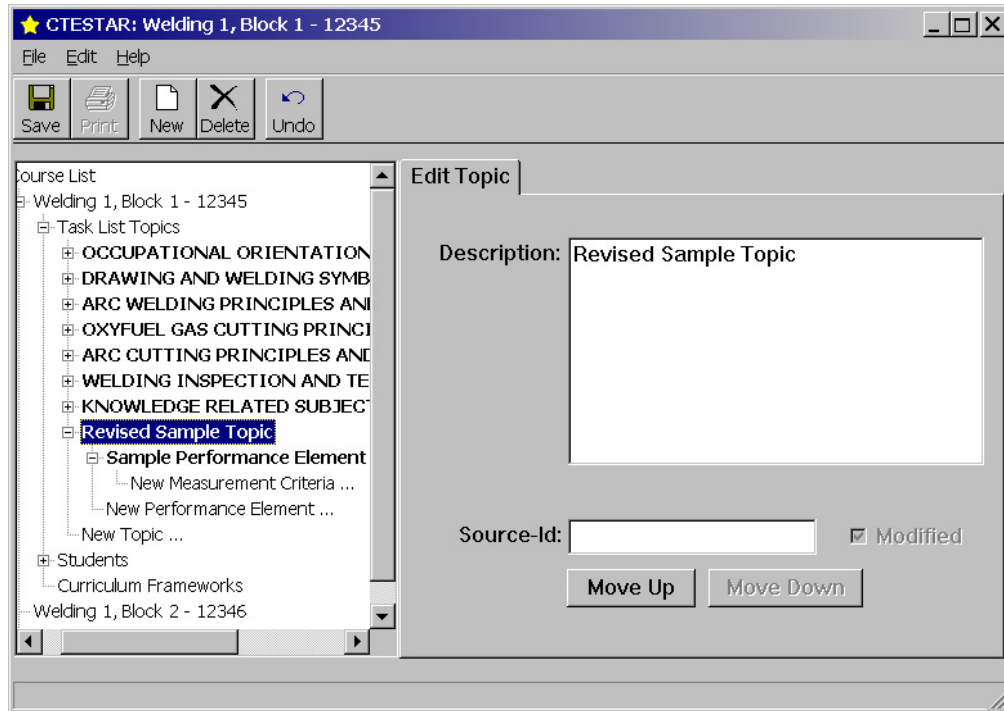 CTESTAR: Welding 1, Block 1 - 12345
File Edit Help
Save Print New Delete Undo
Course List
Welding 1, Block 1 - 12345
Task List Topics
OCCUPATIONAL ORIENTATION
DRAWING AND WELDING SYMB
ARC WELDING PRINCIPLES AN
OXYFUEL GAS CUTTING PRINCI
ARC CUTTING PRINCIPLES AND
WELDING INSPECTION AND TE
KNOWLEDGE RELATED SUBJECT
Revised Sample Topic
Sample Performance Element
New Measurement Criteria ...
New Performance Element ...
New Topic ...
Students
Curriculum Frameworks
Welding 1, Block 2 - 12346
Edit Topic
Description: Revised Sample Topic
Source-Id: Modified
Move Up Move Down